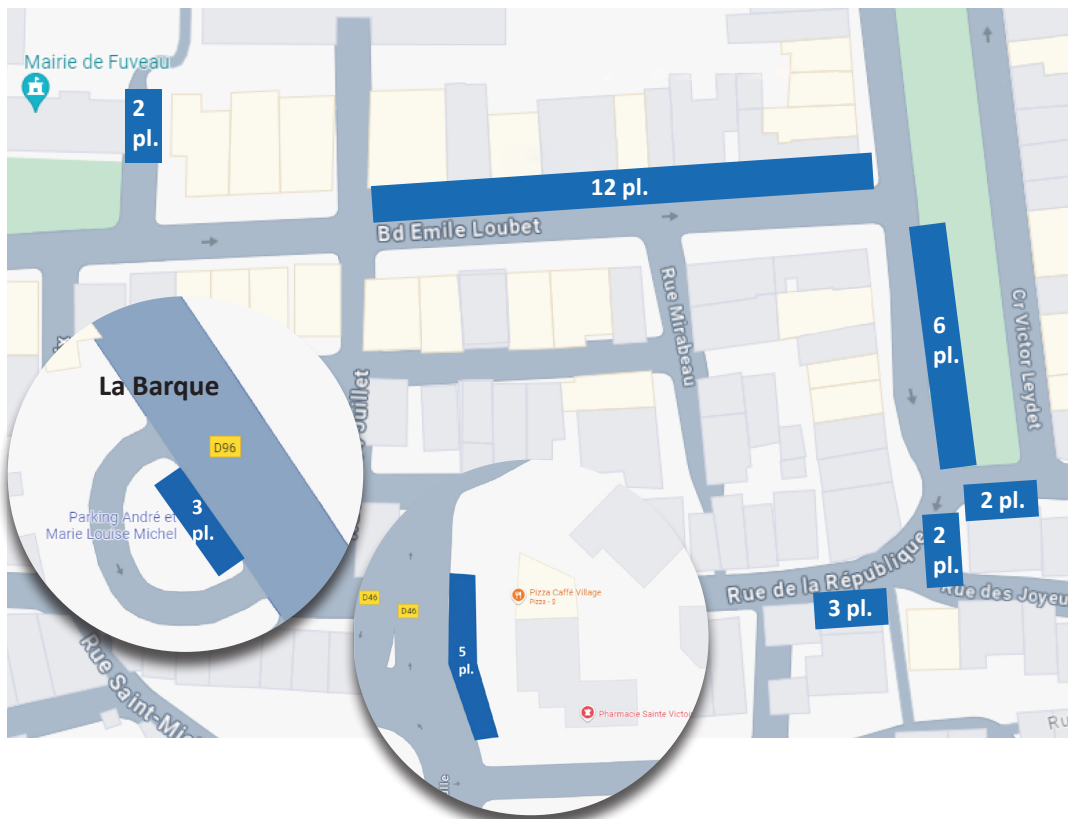 Mairie de Fuveau
2
pl.
12 pl.
Bd Emile Loubet
Rue Mirabeau
6
pl.
Cr Victor Leydet
La Barque
D96
Juillet
3
pl.
Parking André et
Marie Louise Michel
2 pl.
2
pl.
Rue de la République
Rue des Joyeu
3 pl.
D46
D46
Pizza Caffé Village
Pizza - $
5
pl.
Pharmacie Sainte Victoi
Rue Saint-Mic
Ru